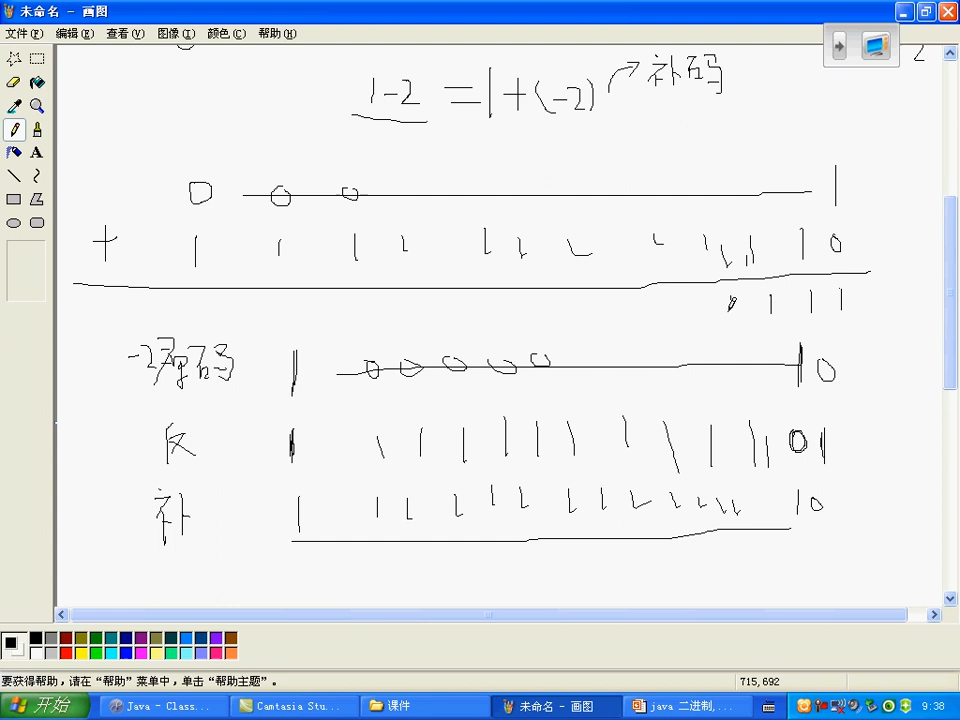 未命名 - 画图
文件(F) 编辑(E) 查看(V) 图像(I) 颜色(C) 帮助(H)
2
1-2 =1+(-2) 补码
0 0 0 1
+ 1 1 1 1 1 1 1 1 1 1 1 1 0
1 1 1
-2原码 1 0 0 0 0 0 1 0
反 1 1 1 1 1 1 1 1 1 1 1 1 0 1
补 1 1 1 1 1 1 1 1 1 1 1 1 1 0
要获得帮助，请在“帮助”菜单中，单击“帮助主题”。 715,692
开始 Java - Class... Camtasia Stu... 课件 未命名 - 画图 java 二进制,... 9:38